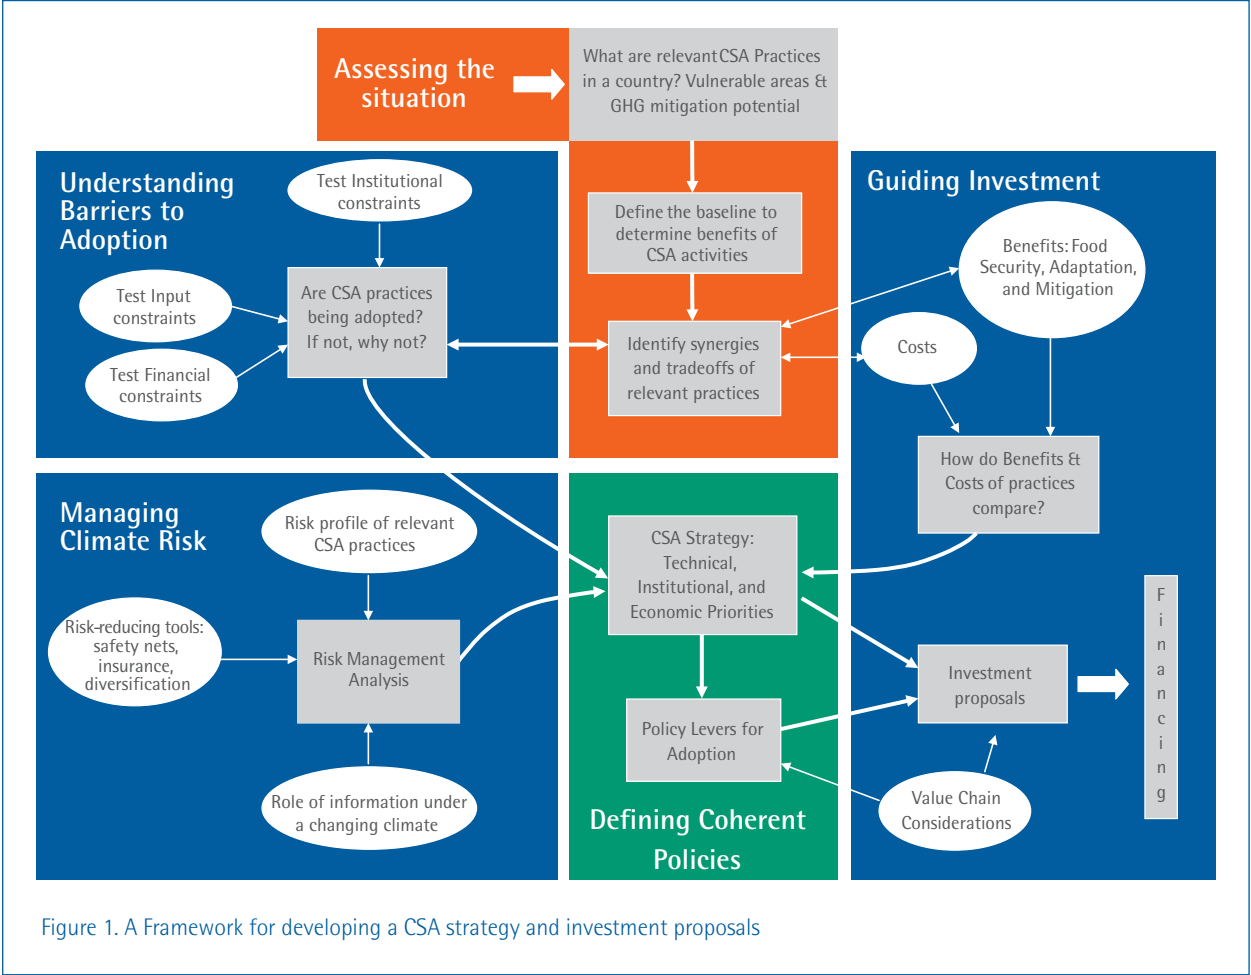 Assessing the
situation
What are relevant CSA Practices
in a country? Vulnerable areas &
GHG mitigation potential
Define the baseline to
determine benefits of
CSA activities
Identify synergies
and tradeoffs of
relevant practices
Understanding
Barriers to
Adoption
Test Institutional
constraints
Test Input
constraints
Test Financial
constraints
Are CSA practices
being adopted?
If not, why not?
Guiding Investment
Benefits: Food
Security, Adaptation,
and Mitigation
Costs
How do Benefits &
Costs of practices
compare?
Managing
Climate Risk
Risk profile of relevant
CSA practices
Risk-reducing tools:
safety nets,
insurance,
diversification
Risk Management
Analysis
Role of information under
a changing climate
CSA Strategy:
Technical,
Institutional, and
Economic Priorities
Policy Levers for
Adoption
Defining Coherent
Policies
Investment
proposals
Value Chain
Considerations
Financing
Figure 1. A Framework for developing a CSA strategy and investment proposals